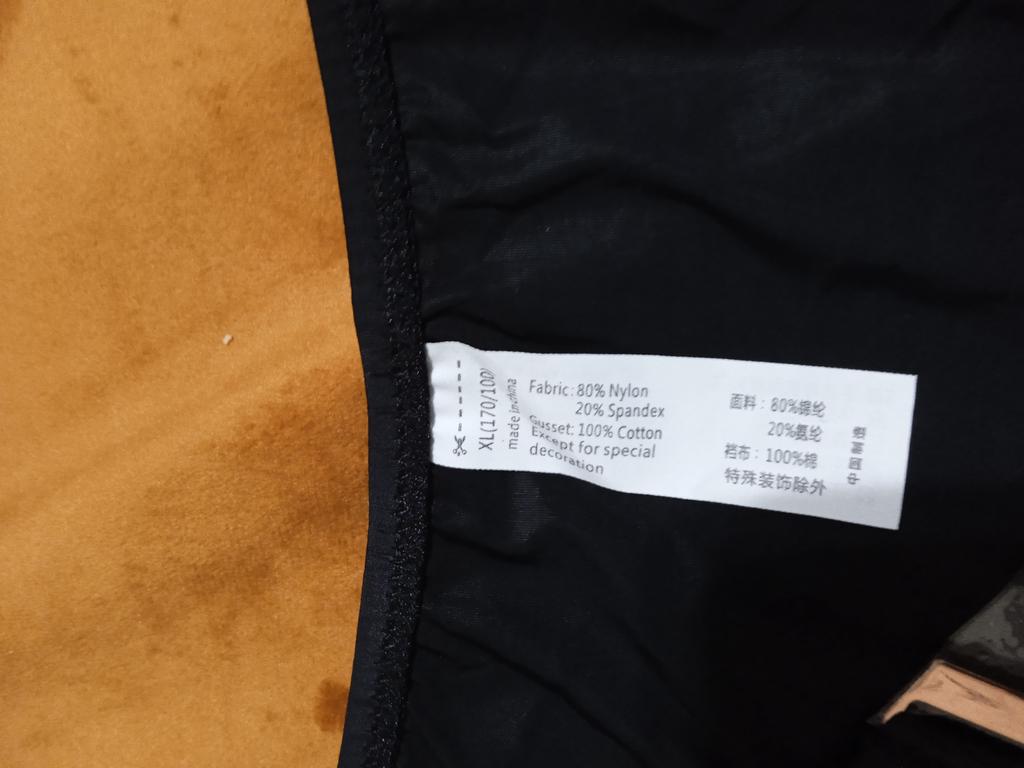 XL(170/100)
made in china
Fabric: 80% Nylon
20% Spandex
Gusset: 100% Cotton
Except for special
decoration
面料：80%锦纶
20%氨纶
裆布：100%棉
特殊装饰除外
中国制造